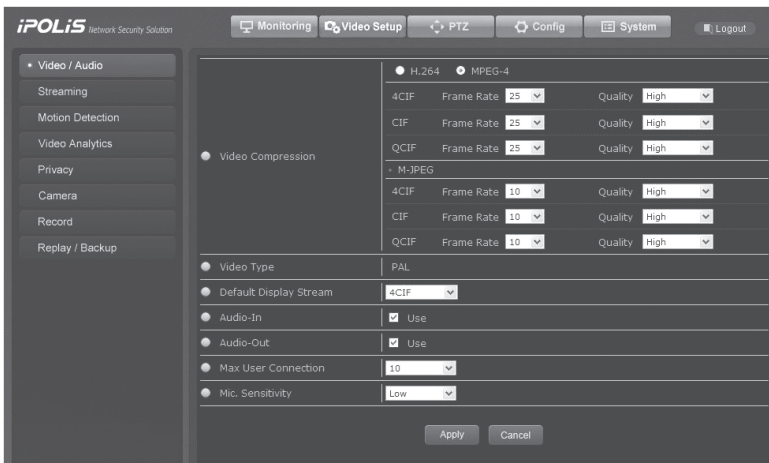 iPOLiS Network Security Solution
Monitoring Video Setup PTZ Config System Logout
Video / Audio
Streaming
Motion Detection
Video Analytics
Privacy
Camera
Record
Replay / Backup
Video Compression
H.264 MPEG-4
4CIF Frame Rate 25 Quality High
CIF Frame Rate 25 Quality High
QCIF Frame Rate 25 Quality High
M-JPEG
4CIF Frame Rate 10 Quality High
CIF Frame Rate 10 Quality High
QCIF Frame Rate 10 Quality High
Video Type PAL
Default Display Stream 4CIF
Audio-In Use
Audio-Out Use
Max User Connection 10
Mic. Sensitivity Low
Apply Cancel